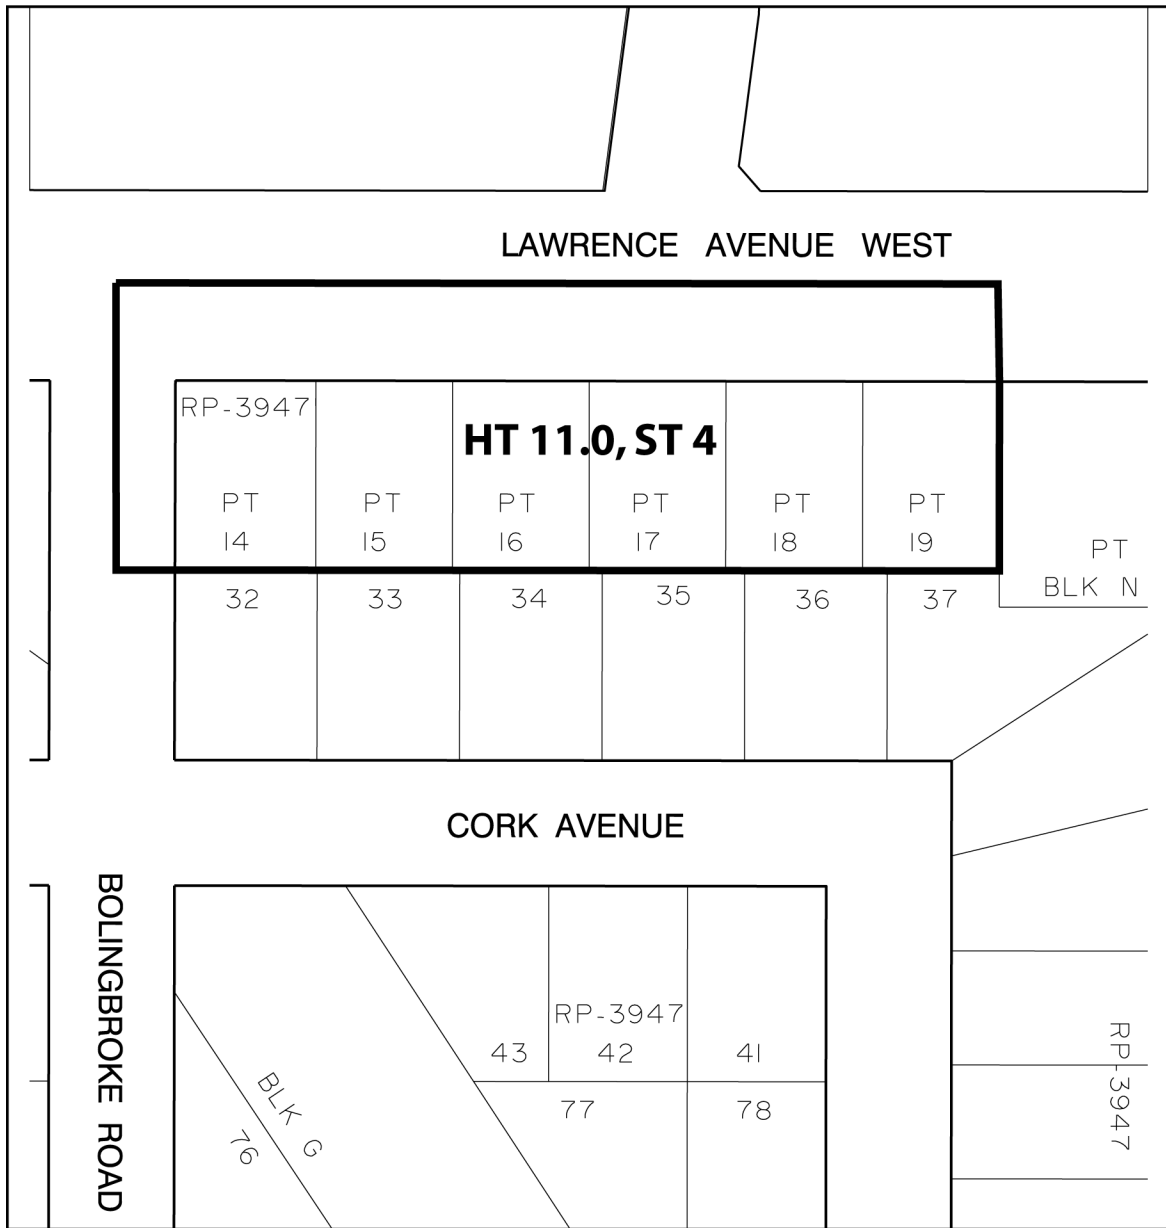 LAWRENCE AVENUE WEST
RP-3947
HT 11.0, ST 4
PT PT PT PT PT PT
14 15 16 17 18 19
PT
BLK N
32 33 34 35 36 37
CORK AVENUE
BOLINGBROKE ROAD
RP-3947
43 42 41
77 78
BLK G
76
RP-3947